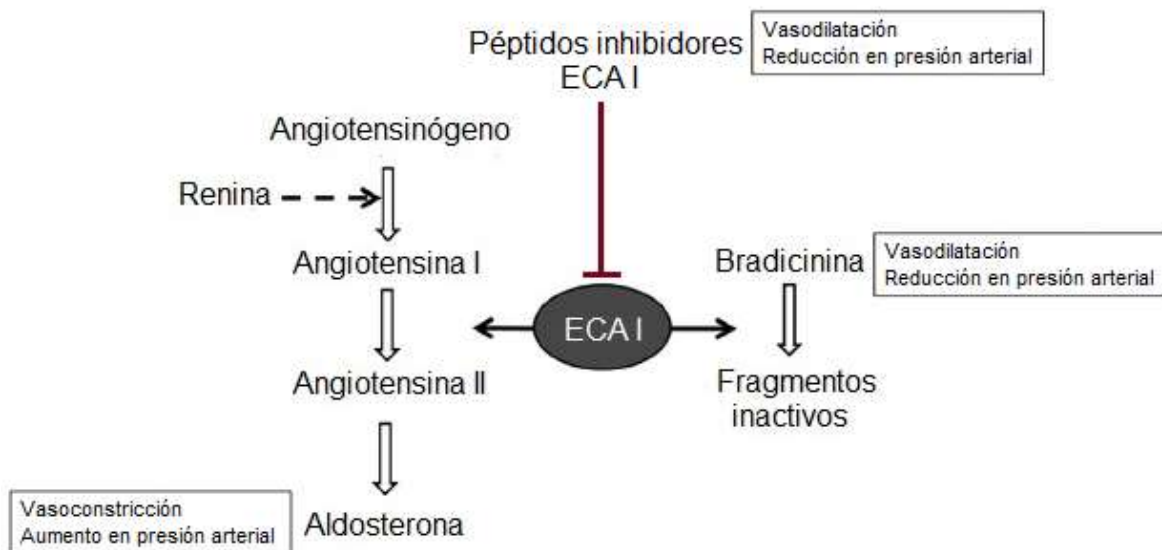 Péptidos inhibidores
ECA I
Vasodilatación
Reducción en presión arterial
Angiotensinógeno
Renina
Angiotensina I
Bradicinina
Vasodilatación
Reducción en presión arterial
ECA I
Angiotensina II
Fragmentos
inactivos
Vasoconstricción
Aumento en presión arterial
Aldosterona